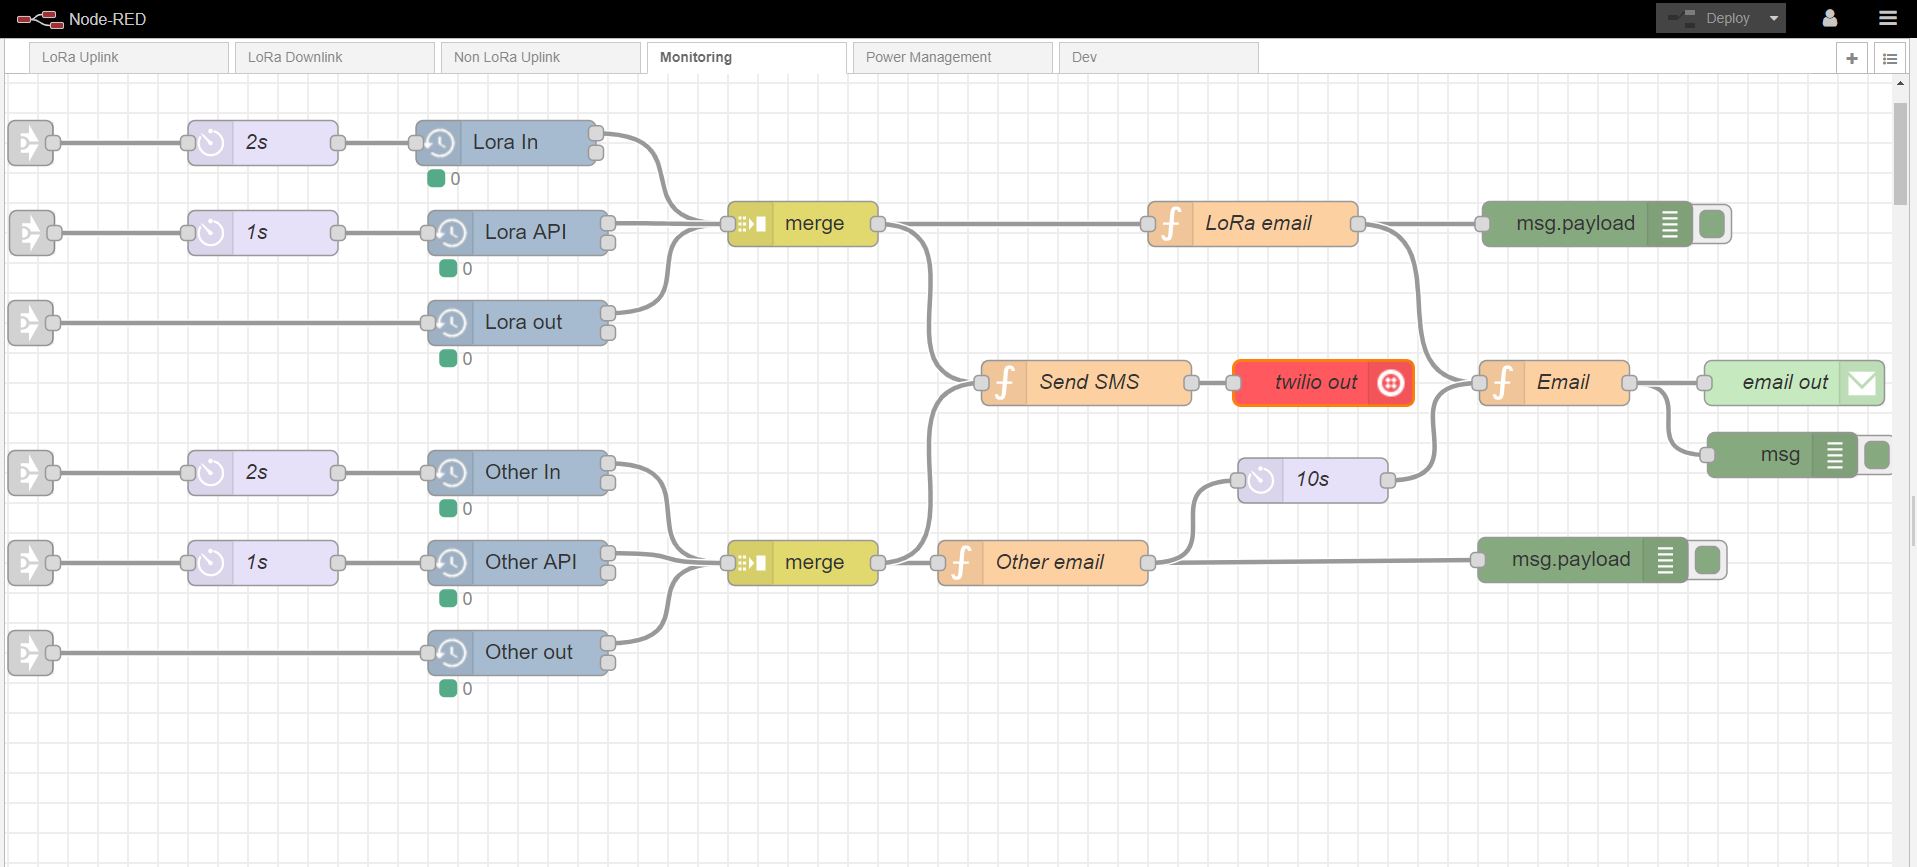 Node-RED
Deploy
LoRa Uplink
LoRa Downlink
Non LoRa Uplink
Monitoring
Power Management
Dev
2s
Lora In
0
1s
Lora API
0
Lora out
0
merge
LoRa email
msg.payload
Send SMS
twilio out
Email
email out
msg
10s
2s
Other In
0
1s
Other API
0
Other out
0
merge
Other email
msg.payload